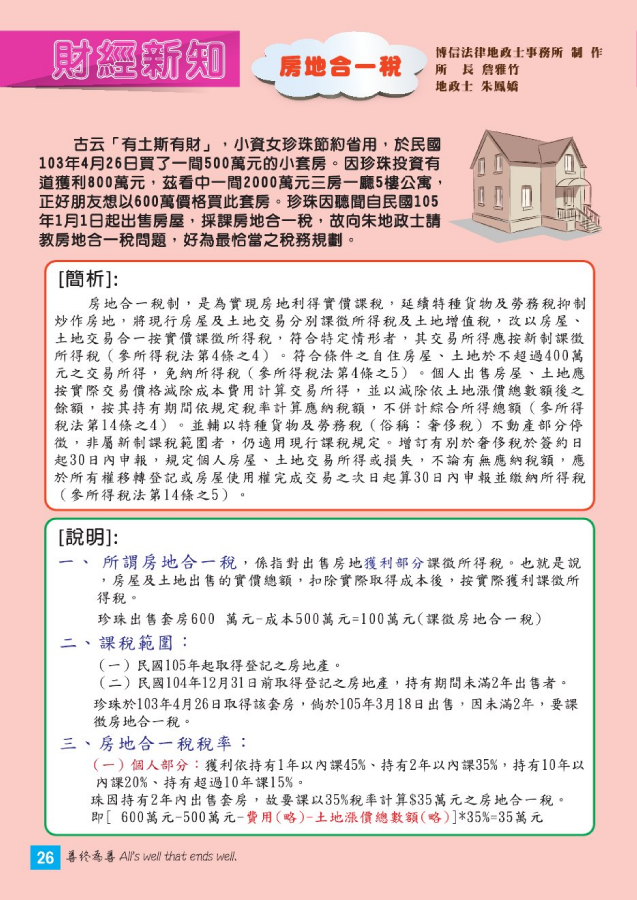 財經新知
房地合一稅
博信法律地政士事務所 製 作
所 長 詹雅竹
地政士 朱鳳嬌
古云「有土斯有財」，小資女珍珠節約省用，於民國
103年4月26日買了一間500萬元的小套房。因珍珠投資有
道獲利800萬元，茲看中一間2000萬元三房一廳5樓公寓，
正好朋友想以600萬價格買此套房。珍珠因聽聞自民國105
年1月1日起出售房屋，採課房地合一稅，故向朱地政士請
教房地合一稅問題，好為最恰當之稅務規劃。
[簡析]:
房地合一稅制，是為實現房地利得實價課稅，延續特種貨物及勞務稅抑制
炒作房地，將現行房屋及土地交易分別課徵所得稅及土地增值稅，改以房屋、
土地交易合一按實價課徵所得稅，符合特定情形者，其交易所得應按新制課徵
所得稅（參所得稅法第4條之4）。符合條件之自住房屋、土地於不超過400萬
元之交易所得，免納所得稅（參所得稅法第4條之5）。個人出售房屋、土地應
按實際交易價格減除成本費用計算交易所得，並以減除依土地漲價總數額後之
餘額，按其持有期間依規定稅率計算應納稅額，不併計綜合所得總額（參所得
稅法第14條之4）。並輔以特種貨物及勞務稅（俗稱：奢侈稅）不動產部分停
徵，非屬新制課稅範圍者，仍適用現行課稅規定。增訂有別於奢侈稅於簽約日
起30日內申報，規定個人房屋、土地交易所得或損失，不論有無應納稅額，應
於所有權移轉登記或房屋使用權完成交易之次日起算30日內申報並繳納所得稅
（參所得稅法第14條之5）。
[說明]:
一、 所謂房地合一稅，係指對出售房地獲利部分課徵所得稅。也就是說
，房屋及土地出售的實價總額，扣除實際取得成本後，按實際獲利課徵所
得稅。
珍珠出售套房600 萬元-成本500萬元=100萬元(課徵房地合一稅)
二、課稅範圍：
（一）民國105年起取得登記之房地產。
（二）民國104年12月31日前取得登記之房地產，持有期間未滿2年出售者。
珍珠於103年4月26日取得該套房，倘於105年3月18日出售，因未滿2年，要課
徵房地合一稅。
三、房地合一稅稅率：
（一）個人部分：獲利依持有1年以內課45%、持有2年以內課35%，持有10年以
內課20%、持有超過10年課15%。
珠因持有2年內出售套房，故要課以35%稅率計算$35萬元之房地合一稅。
即[ 600萬元-500萬元-費用(略)-土地漲價總數額(略)]*35%=35萬元
26 善終為善 All's well that ends well.